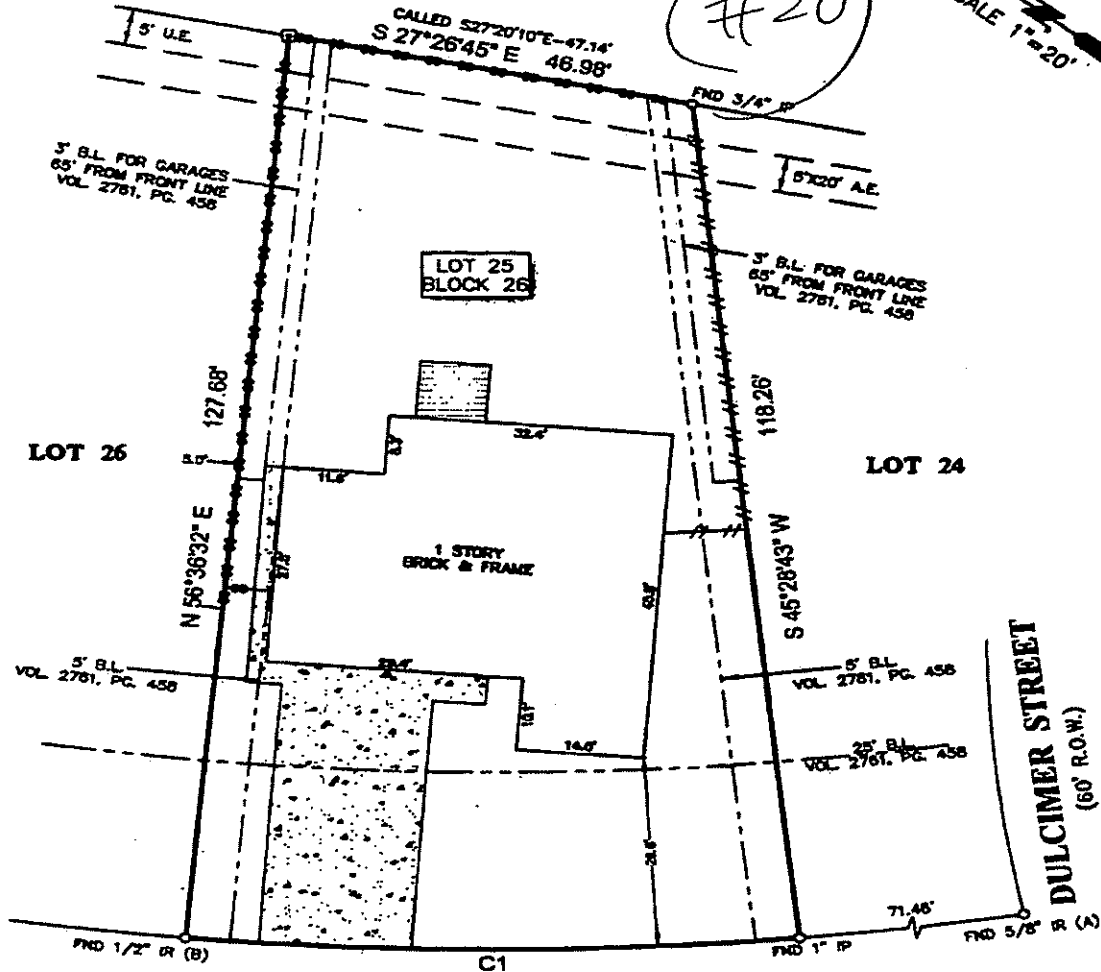 #20
SCALE 1"=20'
CALLED S27°20'10"E-47.14'
S 27°26'45" E 46.98'
5' U.E.
FND 3/4" IP
3' B.L. FOR GARAGES
65' FROM FRONT LINE
VOL. 2761, PG. 458
5'X20' A.E.
LOT 25
BLOCK 26
3' B.L. FOR GARAGES
65' FROM FRONT LINE
VOL. 2761, PG. 458
127.68'
118.26'
LOT 26
5.0'
11.6'
32.4'
LOT 24
N 56°36'32" E
1 STORY
BRICK & FRAME
S 45°28'43" W
5' B.L.
VOL. 2761, PG. 458
10.1'
14.6'
5' B.L.
VOL. 2761, PG. 458
25' B.L.
VOL. 2761, PG. 458
DULCIMER STREET
(60' R.O.W.)
71.46'
FND 1/2" IR (B)
C1
FND 1" IP
FND 5/8" IR (A)